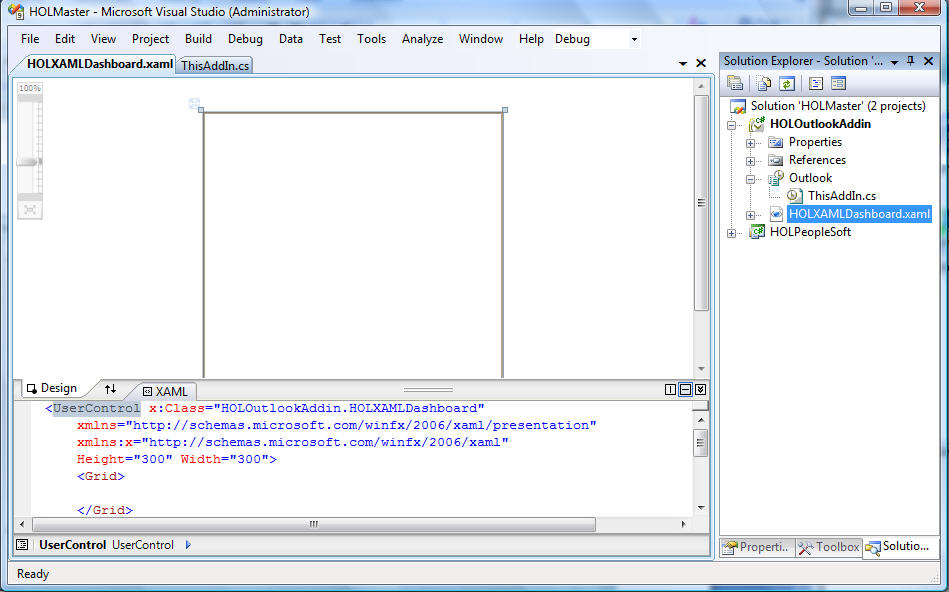 HOLMaster - Microsoft Visual Studio (Administrator)
File Edit View Project Build Debug Data Test Tools Analyze Window Help Debug
HOLXAMLDashboard.xaml ThisAddIn.cs
100%
Design XAML
<UserControl x:Class="HOLOutlookAddin.HOLXAMLDashboard"
xmlns="http://schemas.microsoft.com/winfx/2006/xaml/presentation"
xmlns:x="http://schemas.microsoft.com/winfx/2006/xaml"
Height="300" Width="300">
<Grid>
</Grid>
UserControl UserControl
Solution Explorer - Solution '...
Solution 'HOLMaster' (2 projects)
HOLOutlookAddin
Properties
References
Outlook
ThisAddIn.cs
HOLXAMLDashboard.xaml
HOLPeopleSoft
Properti... Toolbox Solutio...
Ready